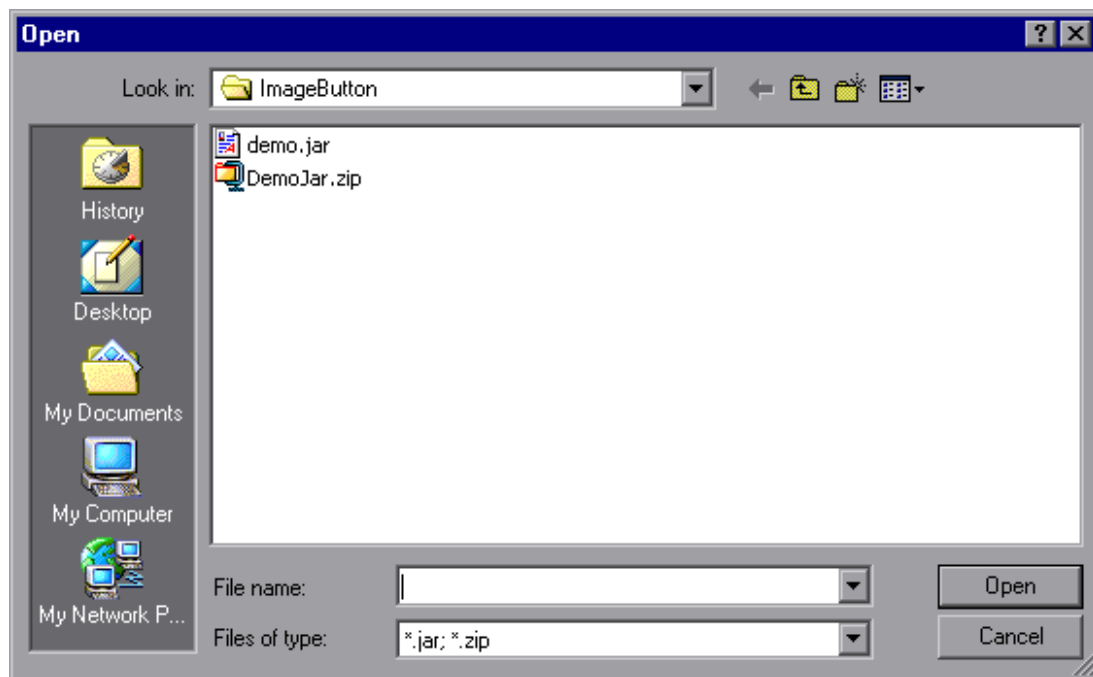 Open
Look in: ImageButton
demo.jar
DemoJar.zip
History
Desktop
My Documents
My Computer
My Network P...
File name: Open
Files of type: *.jar; *.zip Cancel